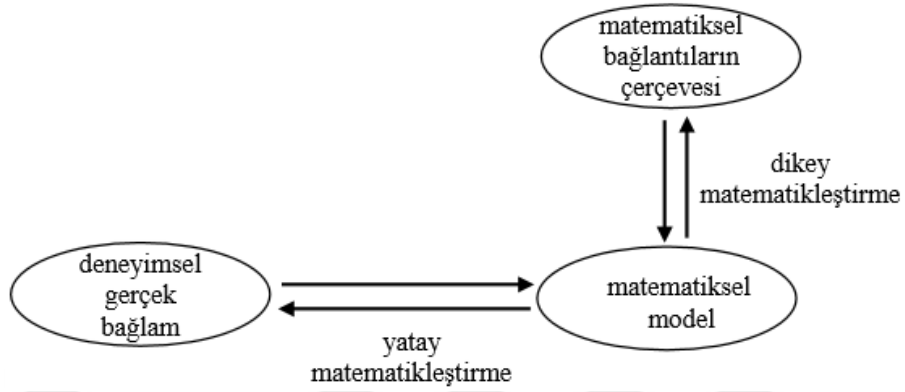 matematiksel
bağlantıların
çerçevesi
dikey
matematikleştirme
deneyimsel
gerçek
bağlam
matematiksel
model
yatay
matematikleştirme